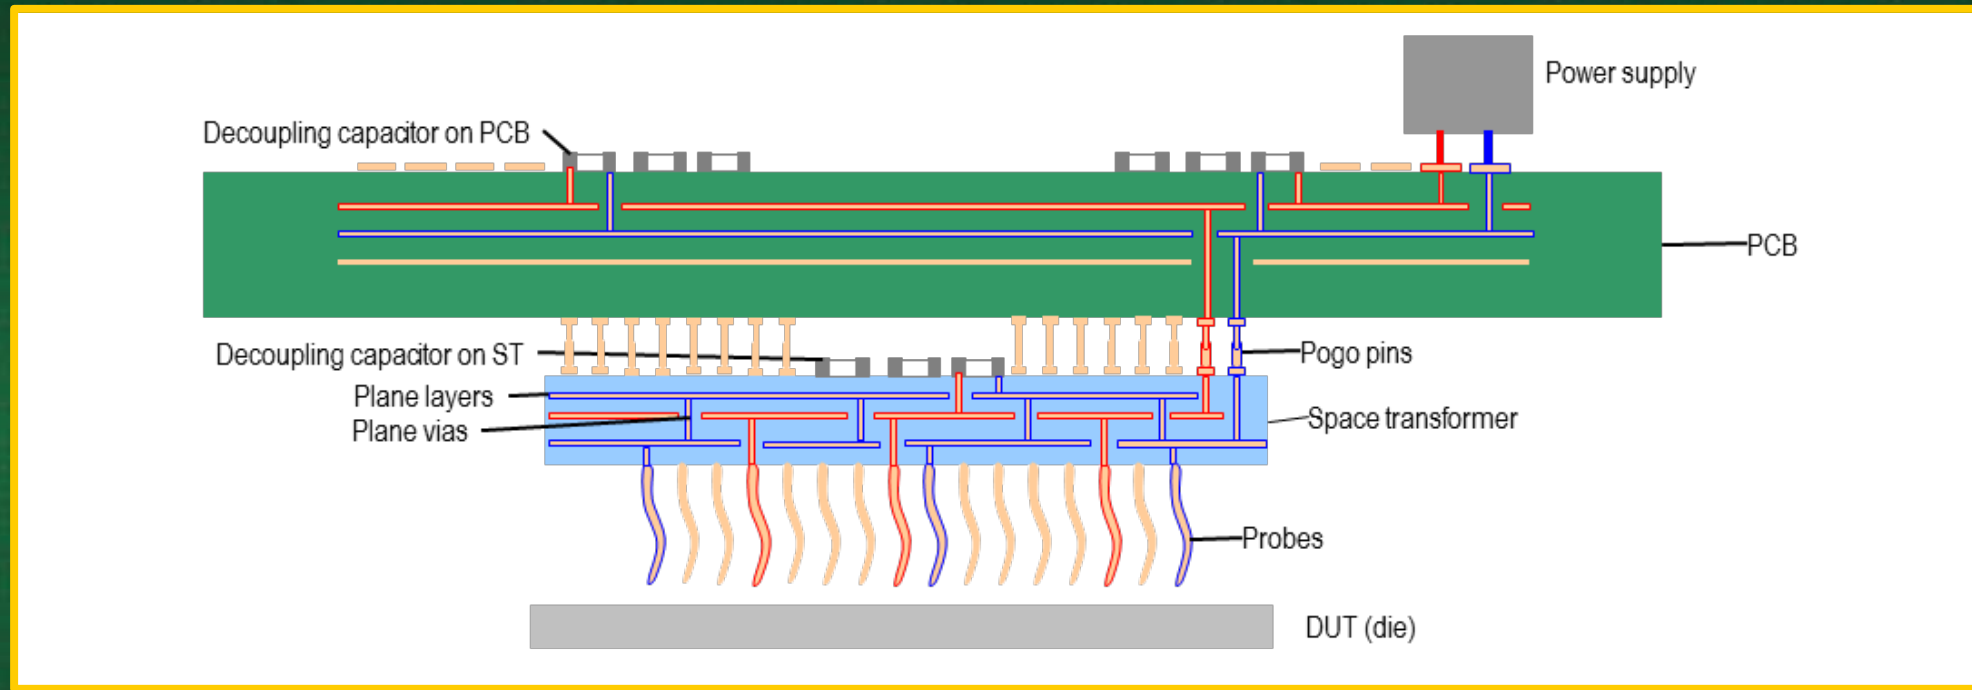 Power supply
Decoupling capacitor on PCB
PCB
Decoupling capacitor on ST
Pogo pins
Plane layers
Space transformer
Plane vias
Probes
DUT (die)